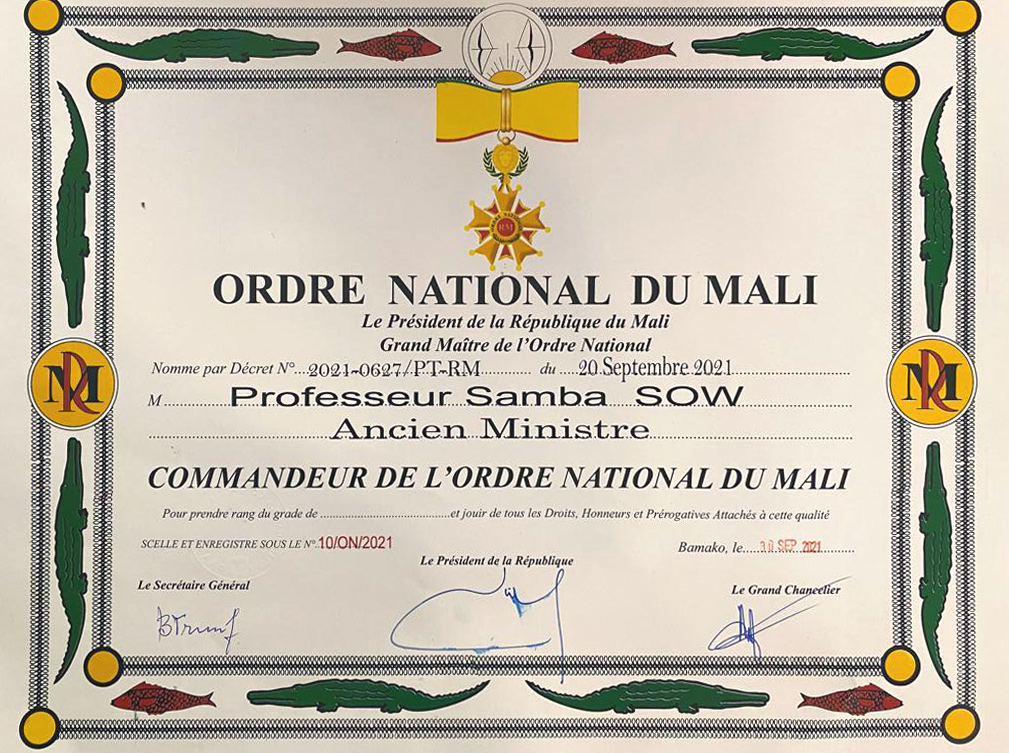 ORDRE NATIONAL DU MALI
Le Président de la République du Mali
Grand Maître de l'Ordre National
Nomme par Décret N°...2021-0627/PT-RM............ du ....20 Septembre 2021........................
M...............Professeur Samba SOW........................
........................Ancien Ministre........................
COMMANDEUR DE L'ORDRE NATIONAL DU MALI
Pour prendre rang du grade de ............................................et jouir de tous les Droits, Honneurs et Prérogatives Attachés à cette qualité
SCELLE ET ENREGISTRE SOUS LE N°..10/ON/2021
Bamako, le.... SEP 2021...........
Le Président de la République
Le Secrétaire Général
Le Grand Chancelier
RM
RM
RM